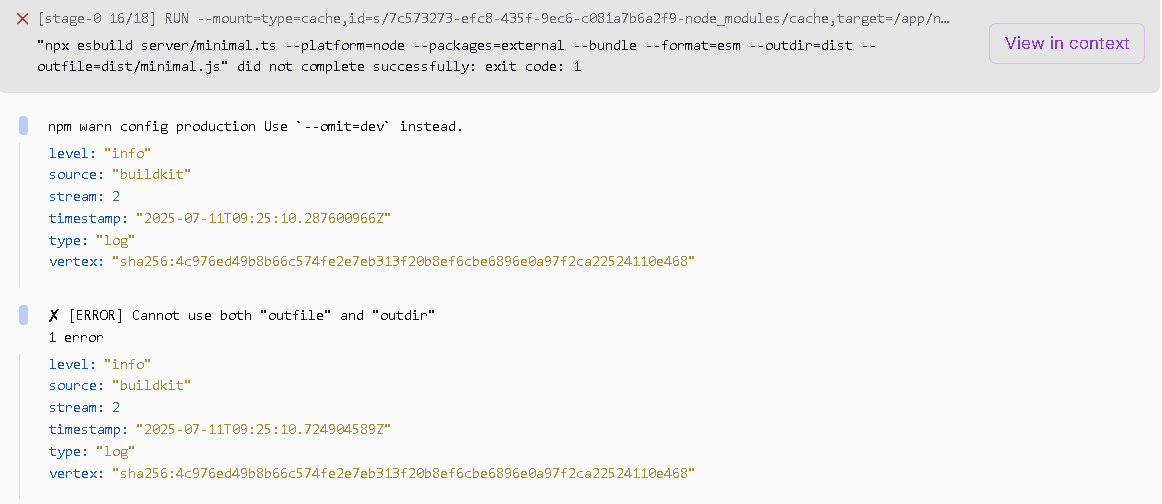 ✕ [stage-0 16/18] RUN --mount=type=cache,id=s/7c573273-efc8-435f-9ec6-c081a7b6a2f9-node_modules/cache,target=/app/n…
"npx esbuild server/minimal.ts --platform=node --packages=external --bundle --format=esm --outdir=dist --
outfile=dist/minimal.js" did not complete successfully: exit code: 1
View in context
npm warn config production Use `--omit=dev` instead.
level: "info"
source: "buildkit"
stream: 2
timestamp: "2025-07-11T09:25:10.287600966Z"
type: "log"
vertex: "sha256:4c976ed49b8b66c574fe2e7eb313f20b8ef6cbe6896e0a97f2ca22524110e468"
✘ [ERROR] Cannot use both "outfile" and "outdir"
1 error
level: "info"
source: "buildkit"
stream: 2
timestamp: "2025-07-11T09:25:10.724904589Z"
type: "log"
vertex: "sha256:4c976ed49b8b66c574fe2e7eb313f20b8ef6cbe6896e0a97f2ca22524110e468"